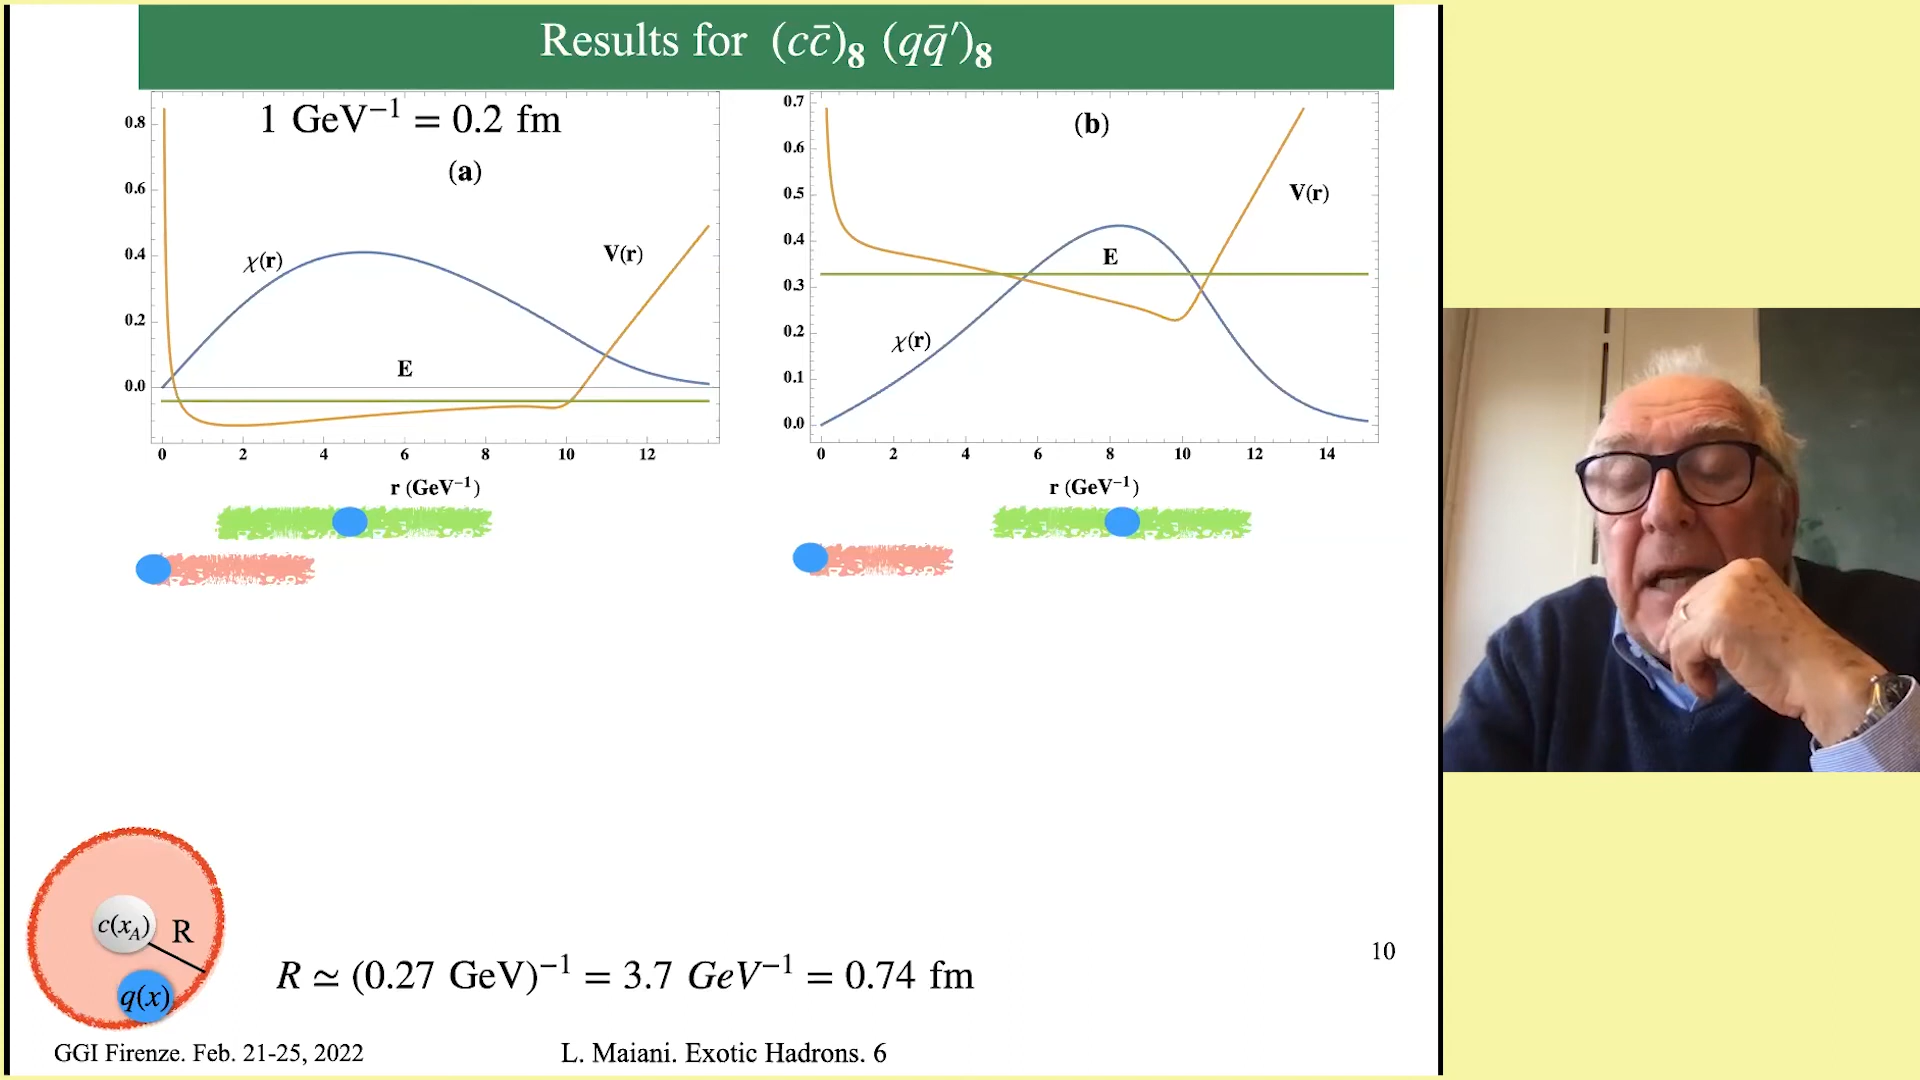 Results for (cc̄)₈ (qq̄′)₈
1 GeV⁻¹ = 0.2 fm
(a)
0.8
0.6
0.4
0.2
0.0
χ(r)
V(r)
E
0 2 4 6 8 10 12
r (GeV⁻¹)
(b)
0.7
0.6
0.5
0.4
0.3
0.2
0.1
0.0
V(r)
E
χ(r)
0 2 4 6 8 10 12 14
r (GeV⁻¹)
c(x_A) R
q(x)
R ≃ (0.27 GeV)⁻¹ = 3.7 GeV⁻¹ = 0.74 fm
10
GGI Firenze. Feb. 21-25, 2022
L. Maiani. Exotic Hadrons. 6